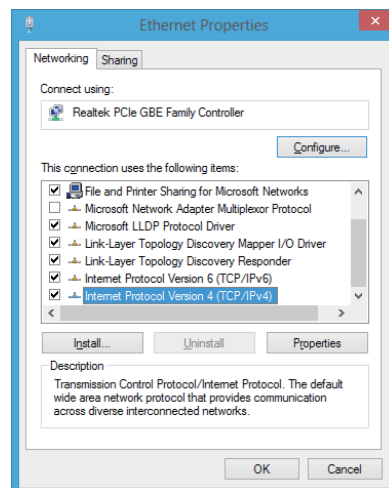 Ethernet Properties
Networking
Sharing
Connect using:
Realtek PCIe GBE Family Controller
Configure...
This connection uses the following items:
File and Printer Sharing for Microsoft Networks
Microsoft Network Adapter Multiplexor Protocol
Microsoft LLDP Protocol Driver
Link-Layer Topology Discovery Mapper I/O Driver
Link-Layer Topology Discovery Responder
Internet Protocol Version 6 (TCP/IPv6)
Internet Protocol Version 4 (TCP/IPv4)
Install...
Uninstall
Properties
Description
Transmission Control Protocol/Internet Protocol. The default
wide area network protocol that provides communication
across diverse interconnected networks.
OK
Cancel